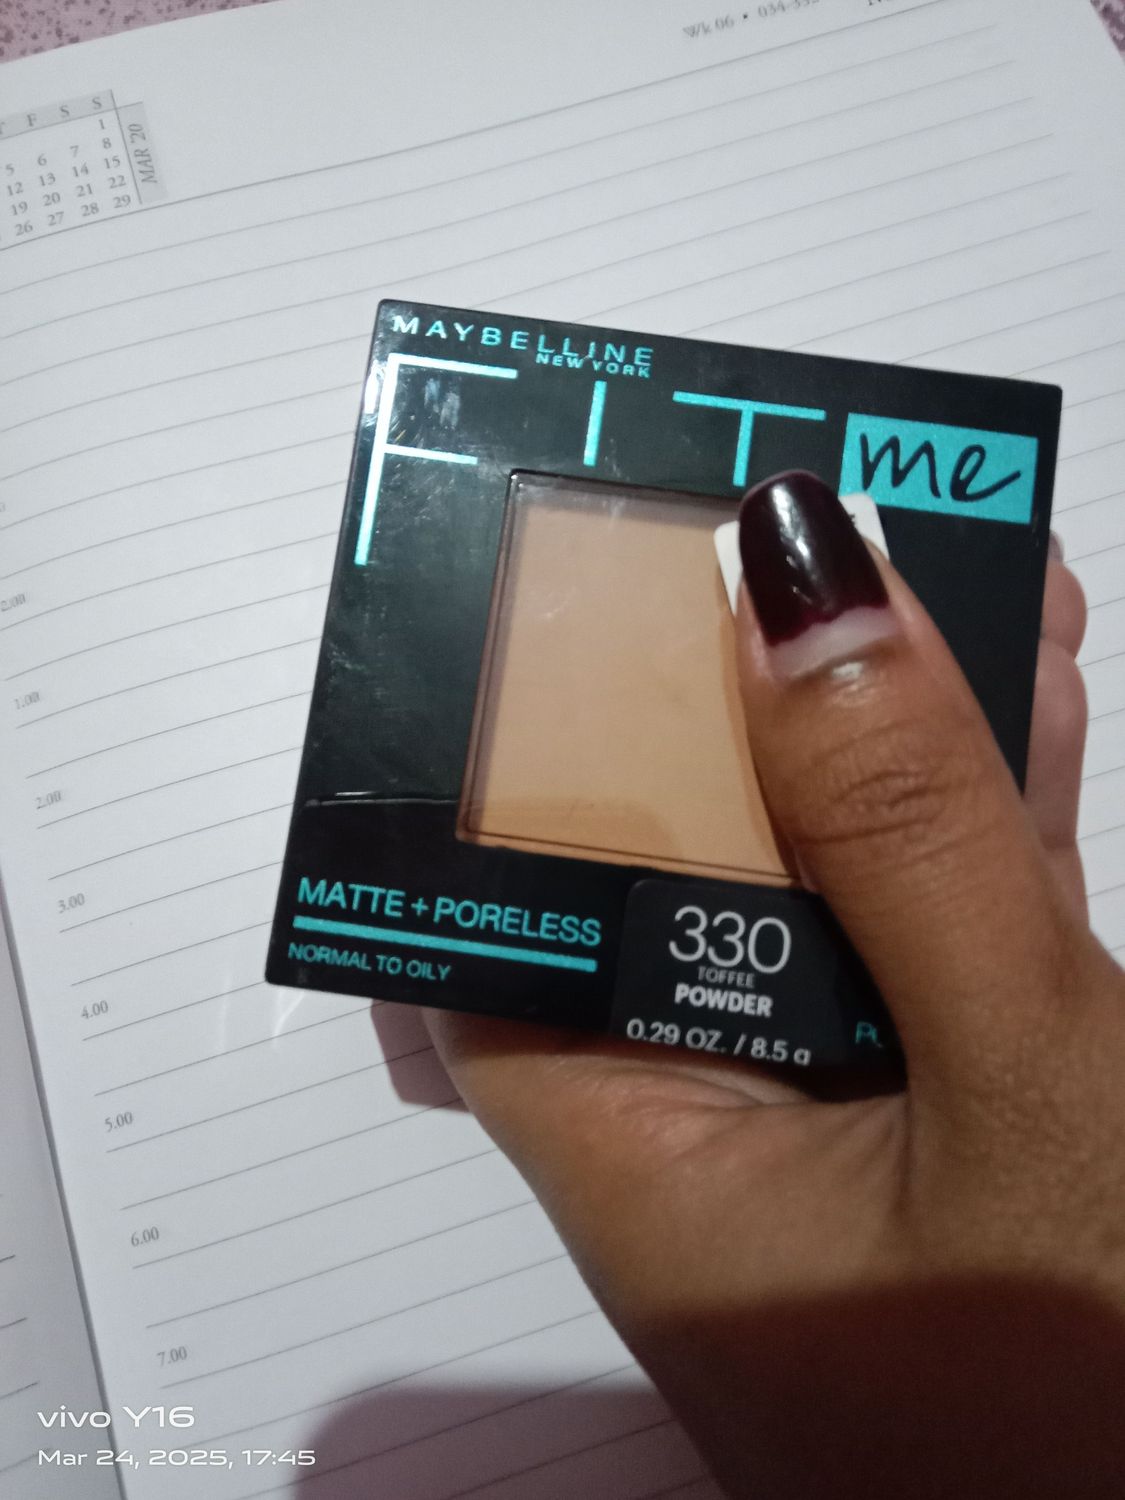 Wk 06 •
F S S
1
5 6 7 8
12 13 14 15
19 20 21 22
26 27 28 29
MAR '20
MAYBELLINE
NEW YORK
FIT me
MATTE + PORELESS
NORMAL TO OILY
330
TOFFEE
POWDER
0.29 OZ. / 8.5 g
1.00
2.00
3.00
4.00
5.00
6.00
7.00
vivo Y16
Mar 24, 2025, 17:45